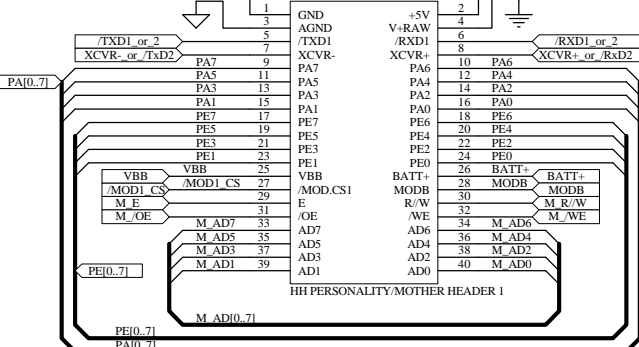 1 GND +5V 2
3 AGND V+RAW 4
/TXD1_or_2 5 /TXD1 /RXD1 6 /RXD1_or_2
XCVR-_or_/TxD2 7 XCVR- XCVR+ 8 XCVR+_or_/RxD2
PA7 9 PA7 PA6 10 PA6
PA[0..7] PA5 11 PA5 PA4 12 PA4
PA3 13 PA3 PA2 14 PA2
PA1 15 PA1 PA0 16 PA0
PE7 17 PE7 PE6 18 PE6
PE5 19 PE5 PE4 20 PE4
PE3 21 PE3 PE2 22 PE2
PE1 23 PE1 PE0 24 PE0
VBB VBB 25 VBB BATT+ 26 BATT+ BATT+
/MOD1_CS /MOD1_CS 27 /MOD.CS1 MODB 28 MODB MODB
M_E 29 E R//W 30 M_R//W
M_/OE 31 /OE /WE 32 M_/WE
M_AD7 33 AD7 AD6 34 M_AD6
M_AD5 35 AD5 AD4 36 M_AD4
M_AD3 37 AD3 AD2 38 M_AD2
M_AD1 39 AD1 AD0 40 M_AD0
PE[0..7]
HH PERSONALITY/MOTHER HEADER 1
M_AD[0..7]
PE[0..7]
PA[0..7]